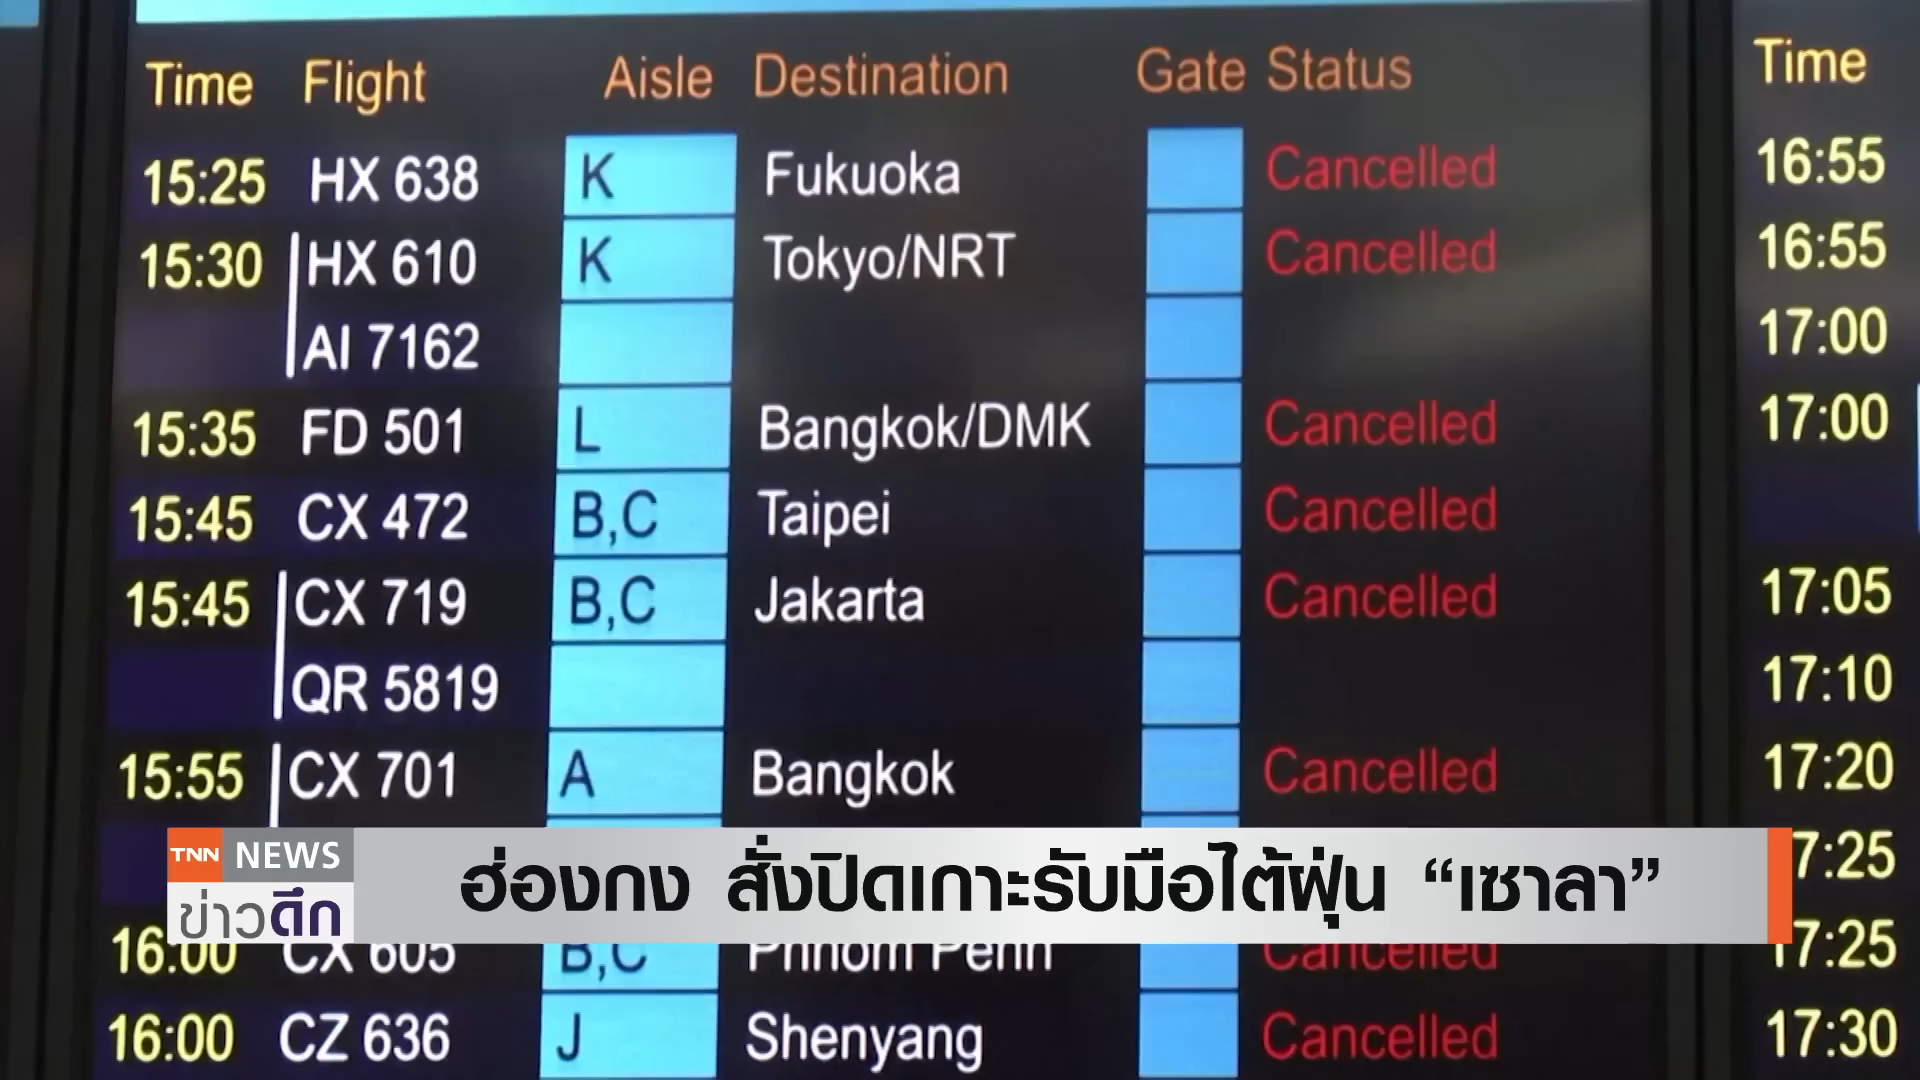 Time Flight Aisle Destination Gate Status Time
15:25 HX 638 K Fukuoka Cancelled 16:55
15:30 HX 610 K Tokyo/NRT Cancelled 16:55
AI 7162 17:00
15:35 FD 501 L Bangkok/DMK Cancelled 17:00
15:45 CX 472 B,C Taipei Cancelled
15:45 CX 719 B,C Jakarta Cancelled 17:05
QR 5819 17:10
15:55 CX 701 A Bangkok Cancelled 17:20
TNN NEWS
ข่าวดึก
ฮ่องกง สั่งปิดเกาะรับมือไต้ฝุ่น “เซาลา”
17:25
16:00 CX 605 B,C Phnom Penh Cancelled 17:25
16:00 CZ 636 J Shenyang Cancelled 17:30